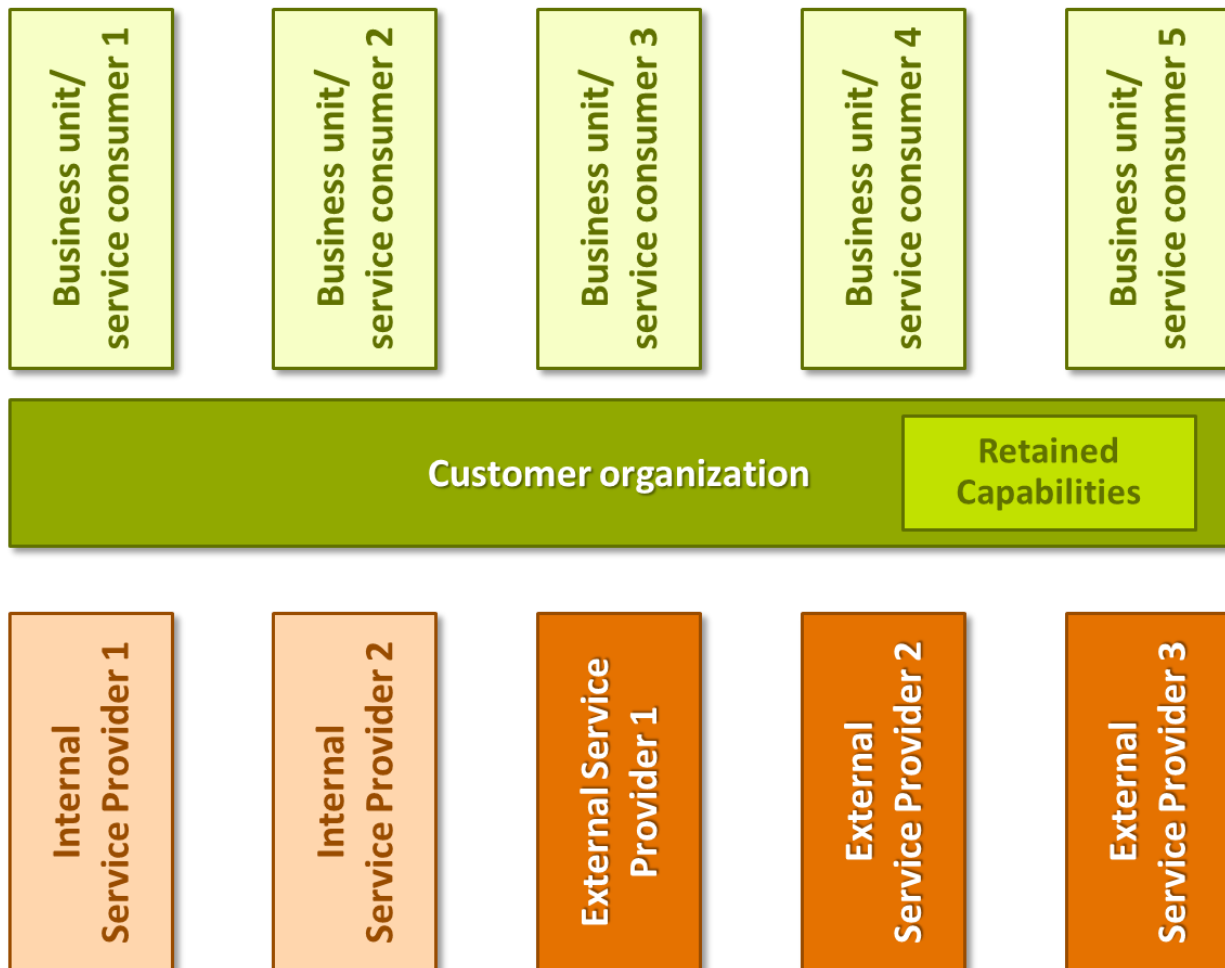 Business unit/
service consumer 1
Business unit/
service consumer 2
Business unit/
service consumer 3
Business unit/
service consumer 4
Business unit/
service consumer 5
Customer organization
Retained
Capabilities
Internal
Service Provider 1
Internal
Service Provider 2
External Service
Provider 1
External
Service Provider 2
External
Service Provider 3